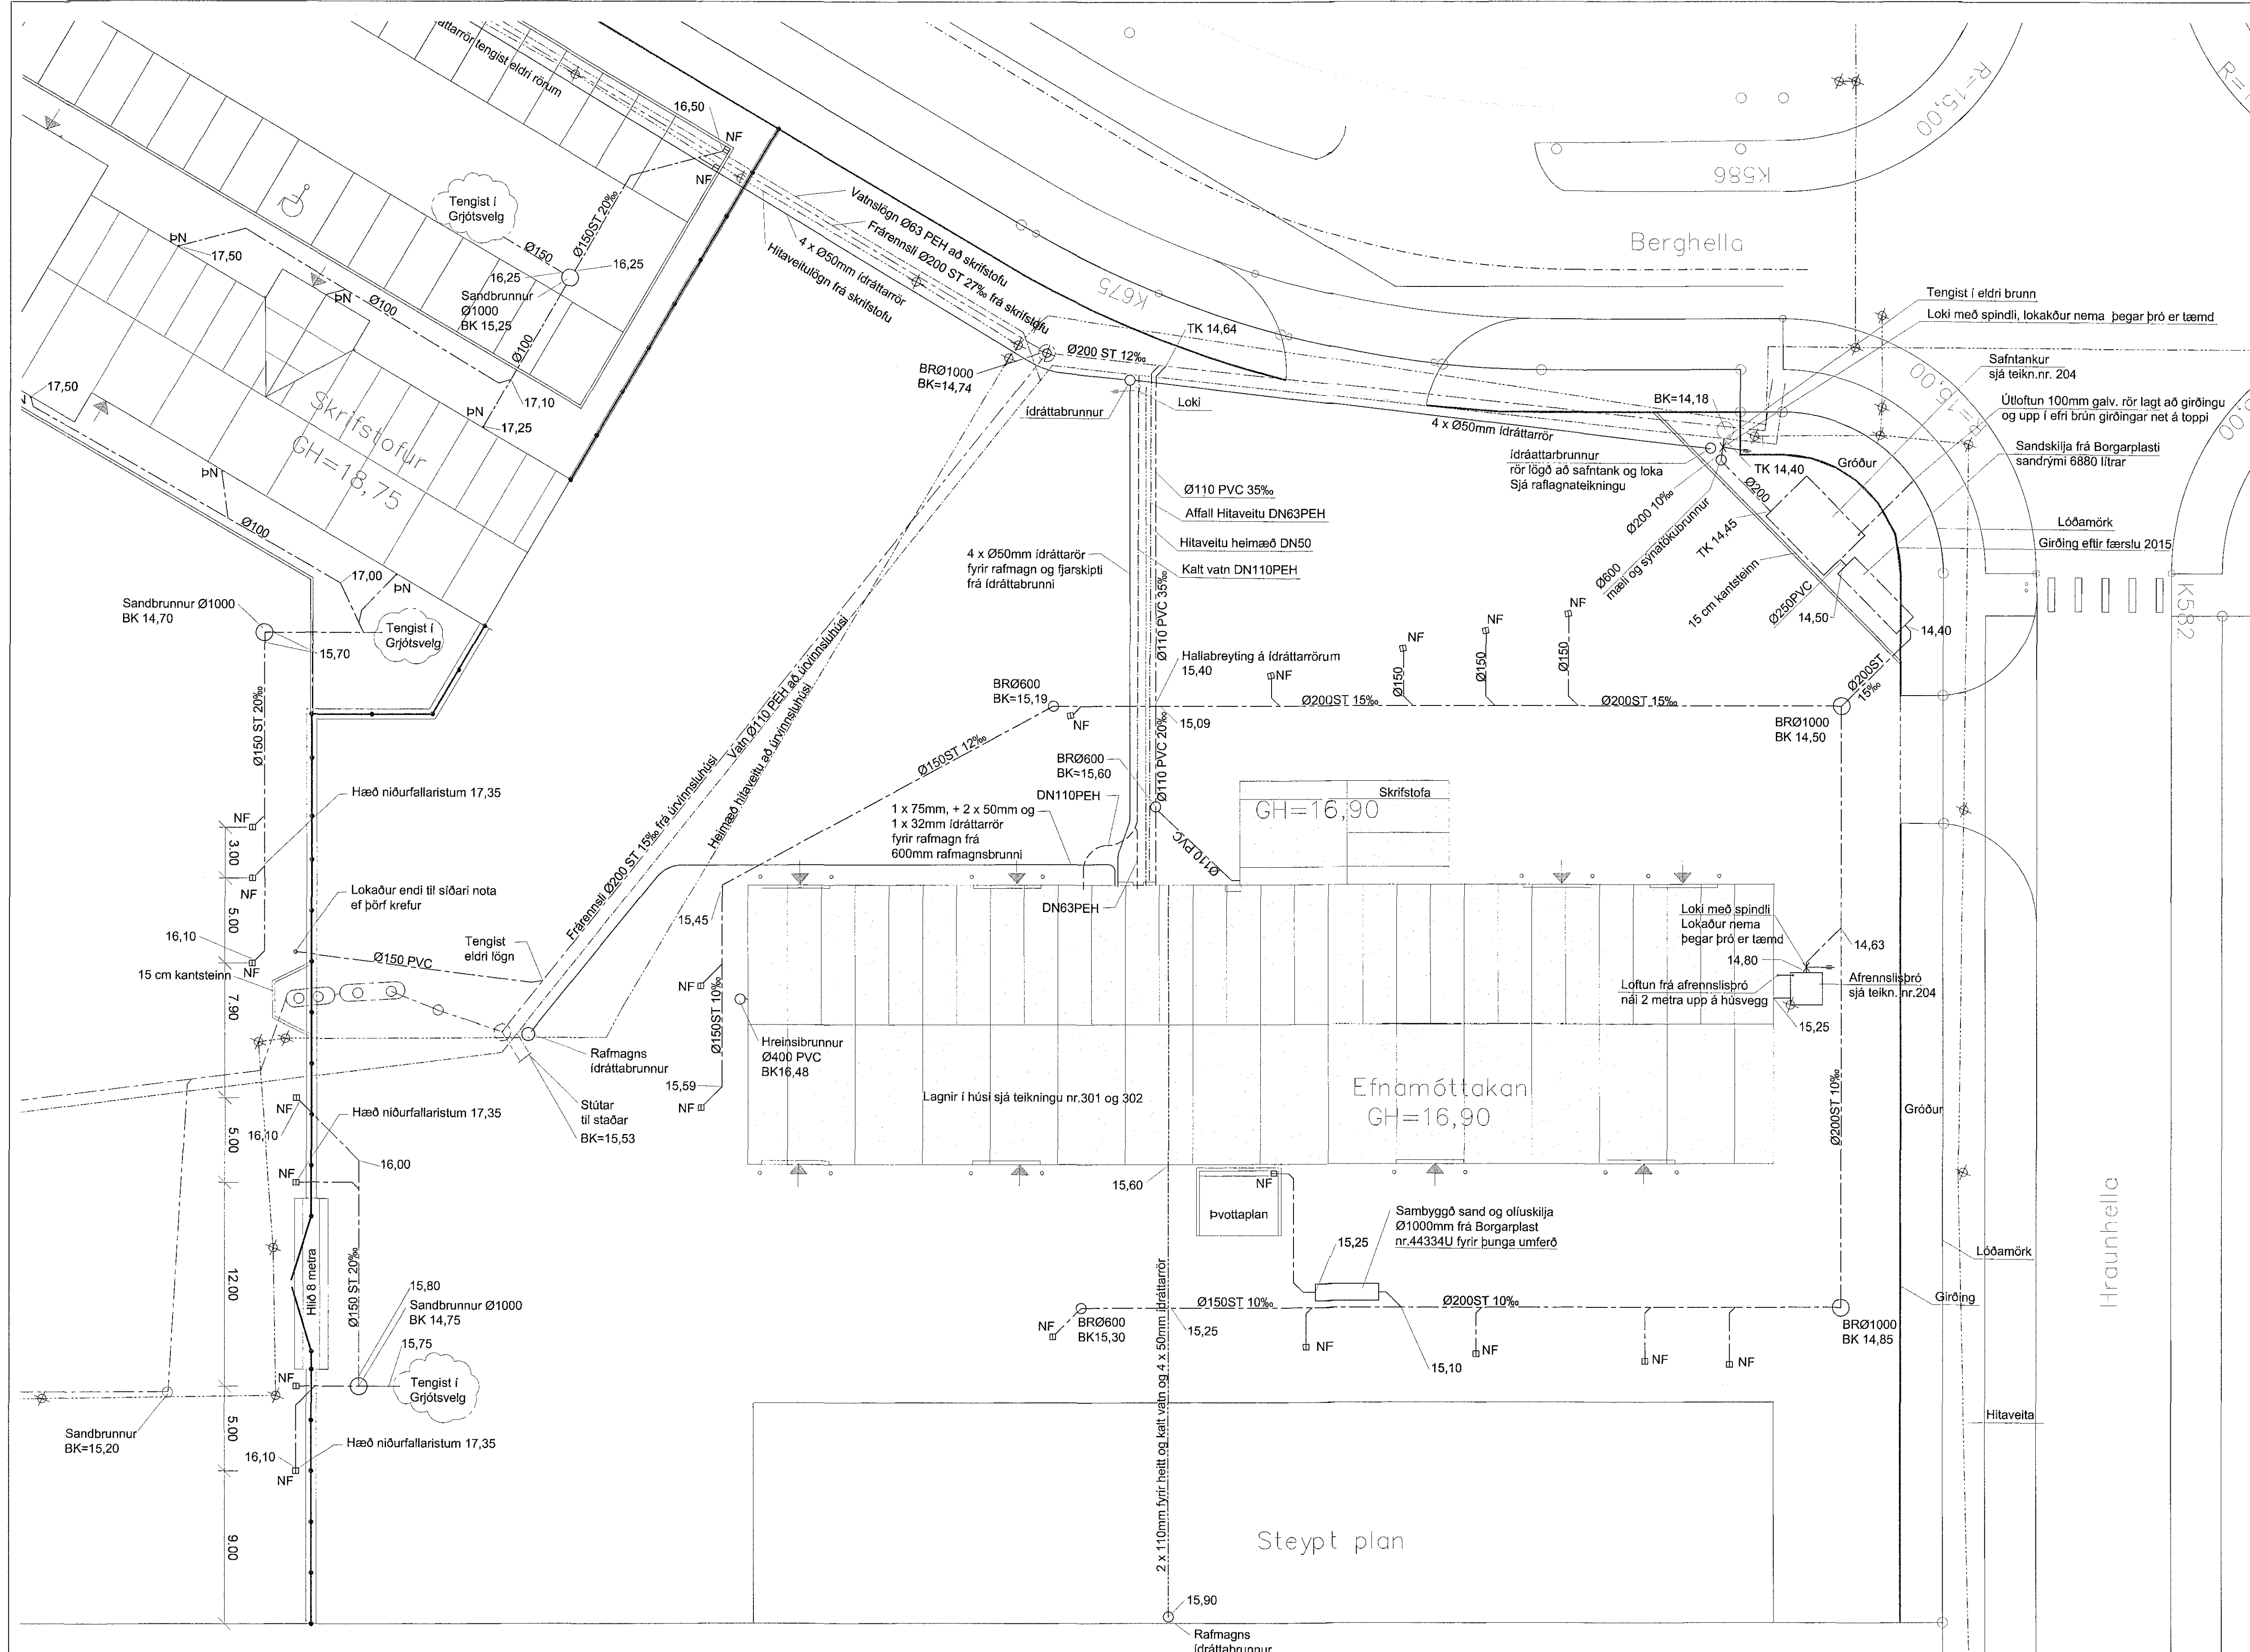 áttarrör tengist eldri rörum
16,50
NF
NF
Tengist í
Grjótsvelg
Ø150
Ø150ST 20‰
16,25
16,25
Sandbrunnur
Ø1000
BK 15,25
ÞN
17,50
ÞN
Ø100
Ø100
17,50
N
17,10
ÞN
17,25
Skrifstofur
GH=18,75
ÞN
Ø100
17,00
ÞN
Vatnslögn Ø63 PEH að skrifstofu
Frárennsli Ø200 ST 27‰ frá skrifstofu
4 x Ø50mm ídráttarrör
Hitaveitulögn frá skrifstofu
K675
K586
R=15,00
R=1
Berghella
TK 14,64
Ø200 ST 12‰
BRØ1000
BK=14,74
ídráttabrunnur
Loki
4 x Ø50mm ídráttarrör
BK=14,18
Tengist í eldri brunn
Loki með spindli, lokakður nema þegar þró er tæmd
Safntankur
sjá teikn.nr. 204
R=15,00
Útloftun 100mm galv. rör lagt að girðingu
og upp í efri brún girðingar net á toppi
Sandskilja frá Borgarplasti
sandrými 6880 lítrar
ídráattarbrunnur
rör lögð að safntank og loka
Sjá raflagnateikningu
TK 14,40
Gróður
Ø200
Ø200 10‰
TK 14,45
Ø600
mæli og sýnatökubrunnur
15 cm kantsteinn
Ø250PVC
14,50
14,40
Lóðamörk
Girðing eftir færslu 2015
K582
Ø110 PVC 35‰
Affall Hitaveitu DN63PEH
Hitaveitu heimæð DN50
Kalt vatn DN110PEH
4 x Ø50mm ídráttarör
fyrir rafmagn og fjarskipti
frá ídráttabrunni
Ø110 PVC 35‰
Sandbrunnur Ø1000
BK 14,70
Tengist í
Grjótsvelg
15,70
Ø150 ST 20‰
Hallabreyting á ídráttarrörum
15,40
NF
NF
NF
NF
Ø150
Ø150
Ø150
Ø200ST 15‰
Ø200ST 15‰
Ø200ST
15‰
BRØ600
BK=15,19
NF
15,09
BRØ1000
BK 14,50
Ø150ST 12‰
Ø110 PVC 20‰
BRØ600
BK=15,60
DN110PEH
Ø110 PVC
Vatn Ø110 PEH að úrvinnsluhúsi
Heimæð hitaveitu að úrvinnsluhúsi
Frárennsli Ø200 ST 15‰ frá úrvinnsluhúsi
1 x 75mm, + 2 x 50mm og
1 x 32mm ídráttarrör
fyrir rafmagn frá
600mm rafmagnsbrunni
GH=16,90
Skrifstofa
DN63PEH
Hæð niðurfallaristum 17,35
NF
3.00
NF
Lokaður endi til síðari nota
ef þörf krefur
5.00
16,10
15 cm kantsteinn
NF
Ø150 PVC
Tengist
eldri lögn
15,45
NF
Ø150ST 10‰
7.90
Rafmagns
ídráttabrunnur
Hreinsibrunnur
Ø400 PVC
BK16,48
15,59
NF
Stútar
til staðar
BK=15,53
Lagnir í húsi sjá teikningu nr.301 og 302
Efnamóttakan
GH=16,90
Loki með spindli
Lokaður nema
þegar þró er tæmd
14,80
14,63
Loftun frá afrennslisþró
nái 2 metra upp á húsvegg
Afrennslisþró
sjá teikn. nr.204
15,25
Ø200ST 10‰
Gróður
Hraunhella
NF
16,10
Hæð niðurfallaristum 17,35
5.00
16,00
NF
Hlið 8 metra
Ø150 ST 20‰
12.00
15,80
Sandbrunnur Ø1000
BK 14,75
15,75
Tengist í
Grjótsvelg
NF
Sandbrunnur
BK=15,20
5.00
16,10
NF
Hæð niðurfallaristum 17,35
9.00
15,60
NF
Þvottaplan
Sambyggð sand og olíuskilja
Ø1000mm frá Borgarplast
nr.44334U fyrir þunga umferð
15,25
Ø150ST 10‰
Ø200ST 10‰
NF
BRØ600
BK15,30
15,25
NF
15,10
NF
NF
NF
BRØ1000
BK 14,85
Lóðamörk
Girðing
Hitaveita
2 x 110mm fyrir heitt og kalt vatn og 4 x 50mm ídráttarrör
Steypt plan
15,90
Rafmagns
ídráttabrunnur